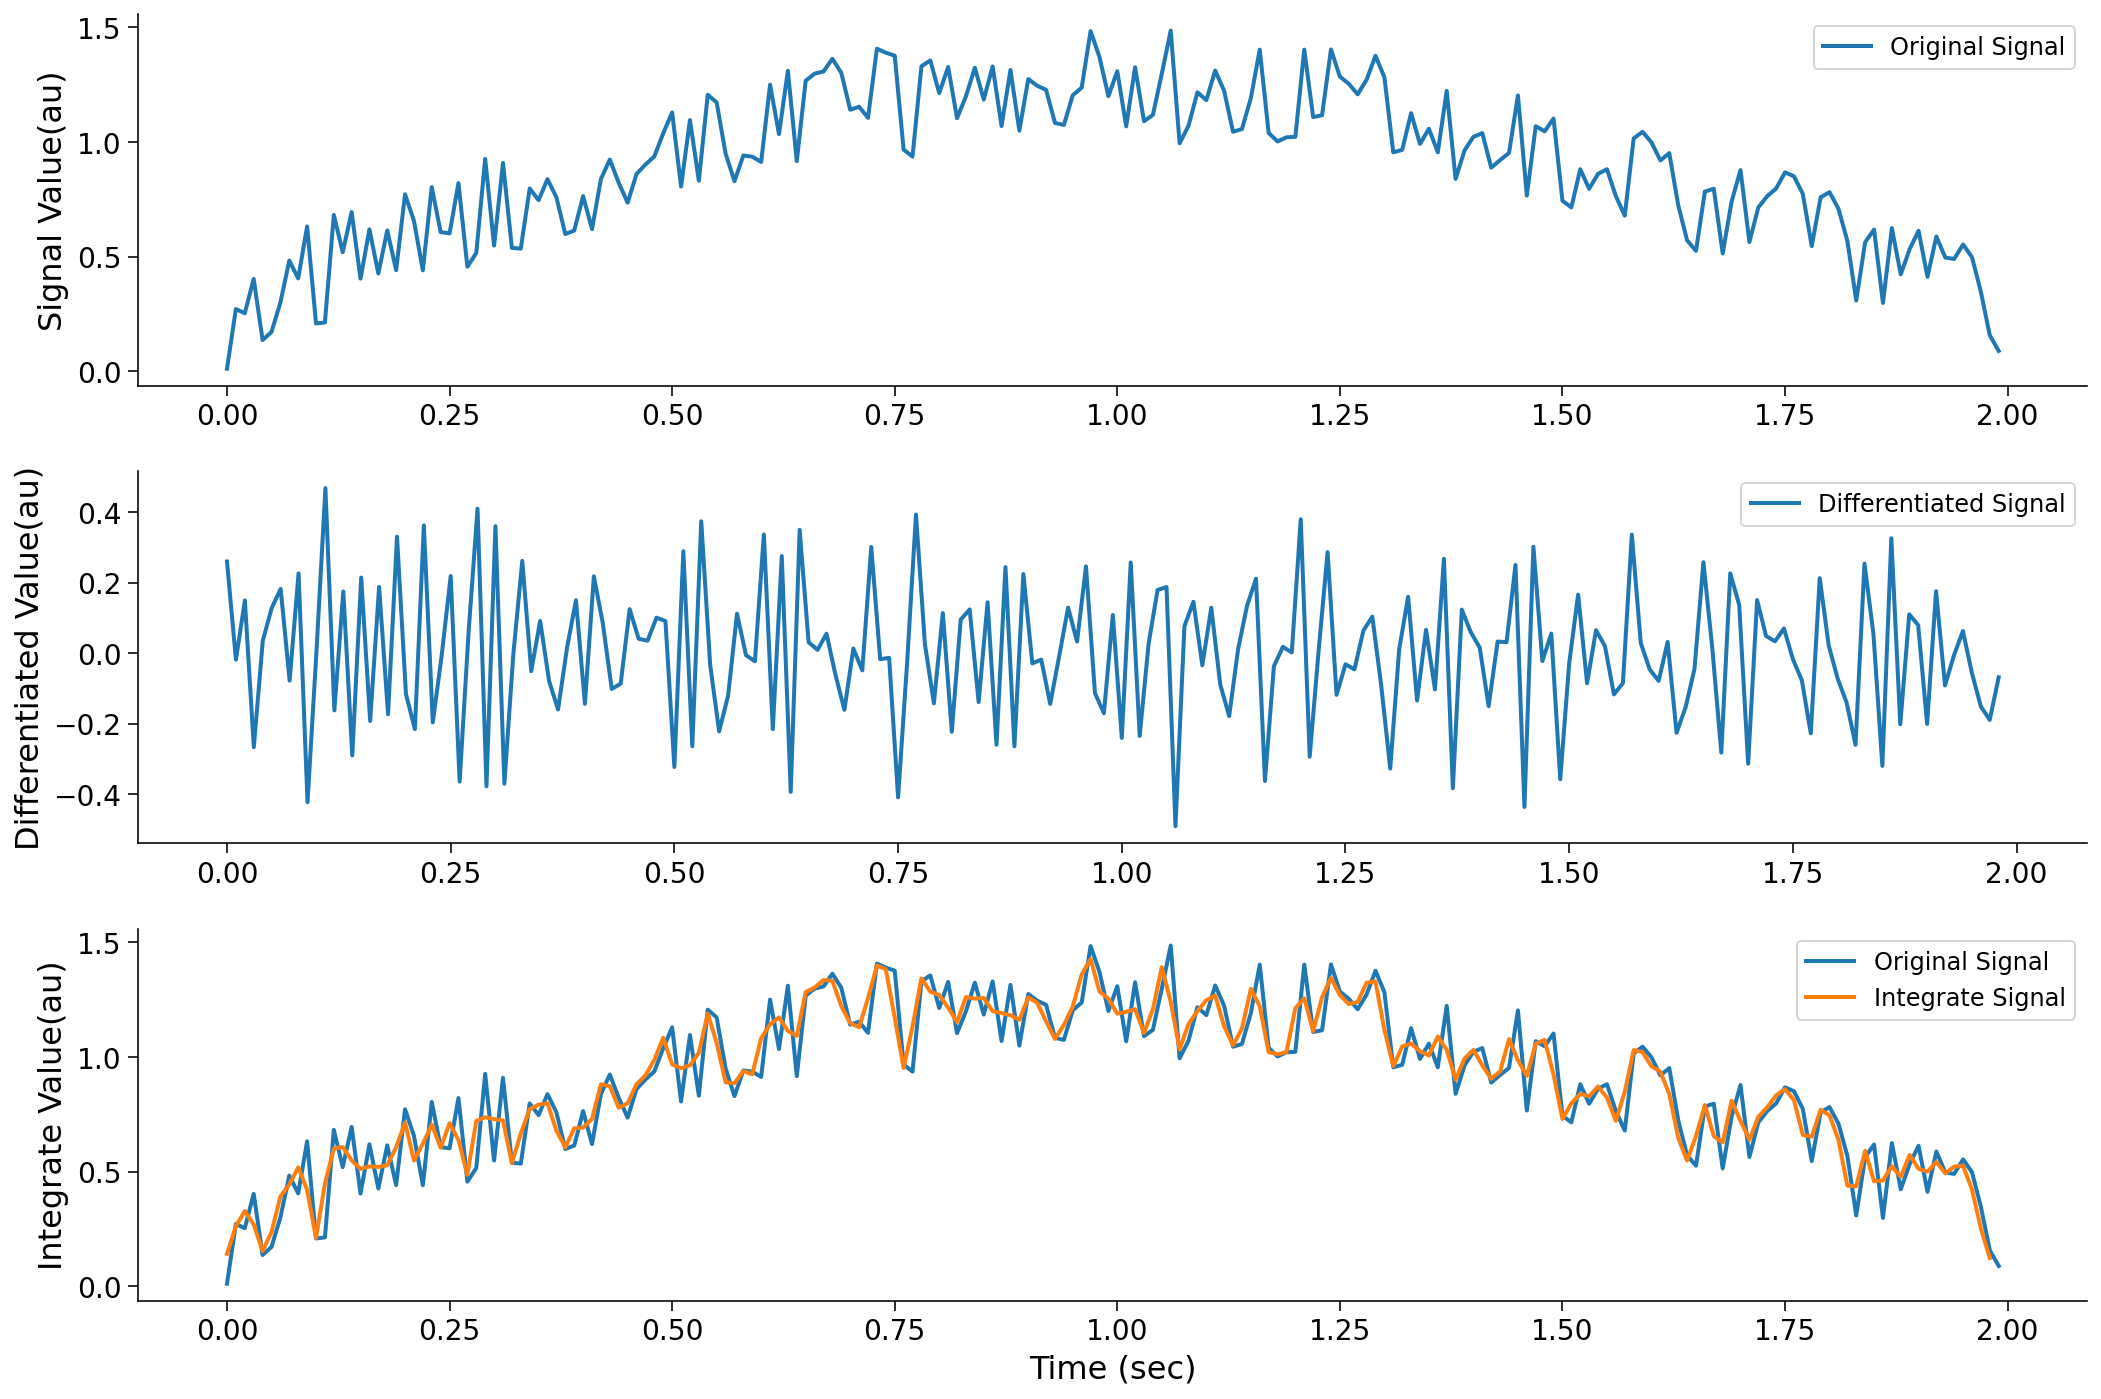 Signal Value(au)
1.5
1.0
0.5
0.0
Original Signal
0.00 0.25 0.50 0.75 1.00 1.25 1.50 1.75 2.00
Differentiated Value(au)
0.4
0.2
0.0
−0.2
−0.4
Differentiated Signal
0.00 0.25 0.50 0.75 1.00 1.25 1.50 1.75 2.00
Integrate Value(au)
1.5
1.0
0.5
0.0
Original Signal
Integrate Signal
0.00 0.25 0.50 0.75 1.00 1.25 1.50 1.75 2.00
Time (sec)